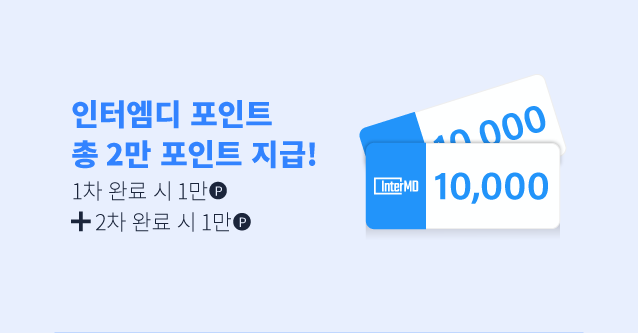 인터엠디 포인트
총 2만 포인트 지급!
1차 완료 시 1만P
+2차 완료 시 1만P
10,000
InterMD 10,000